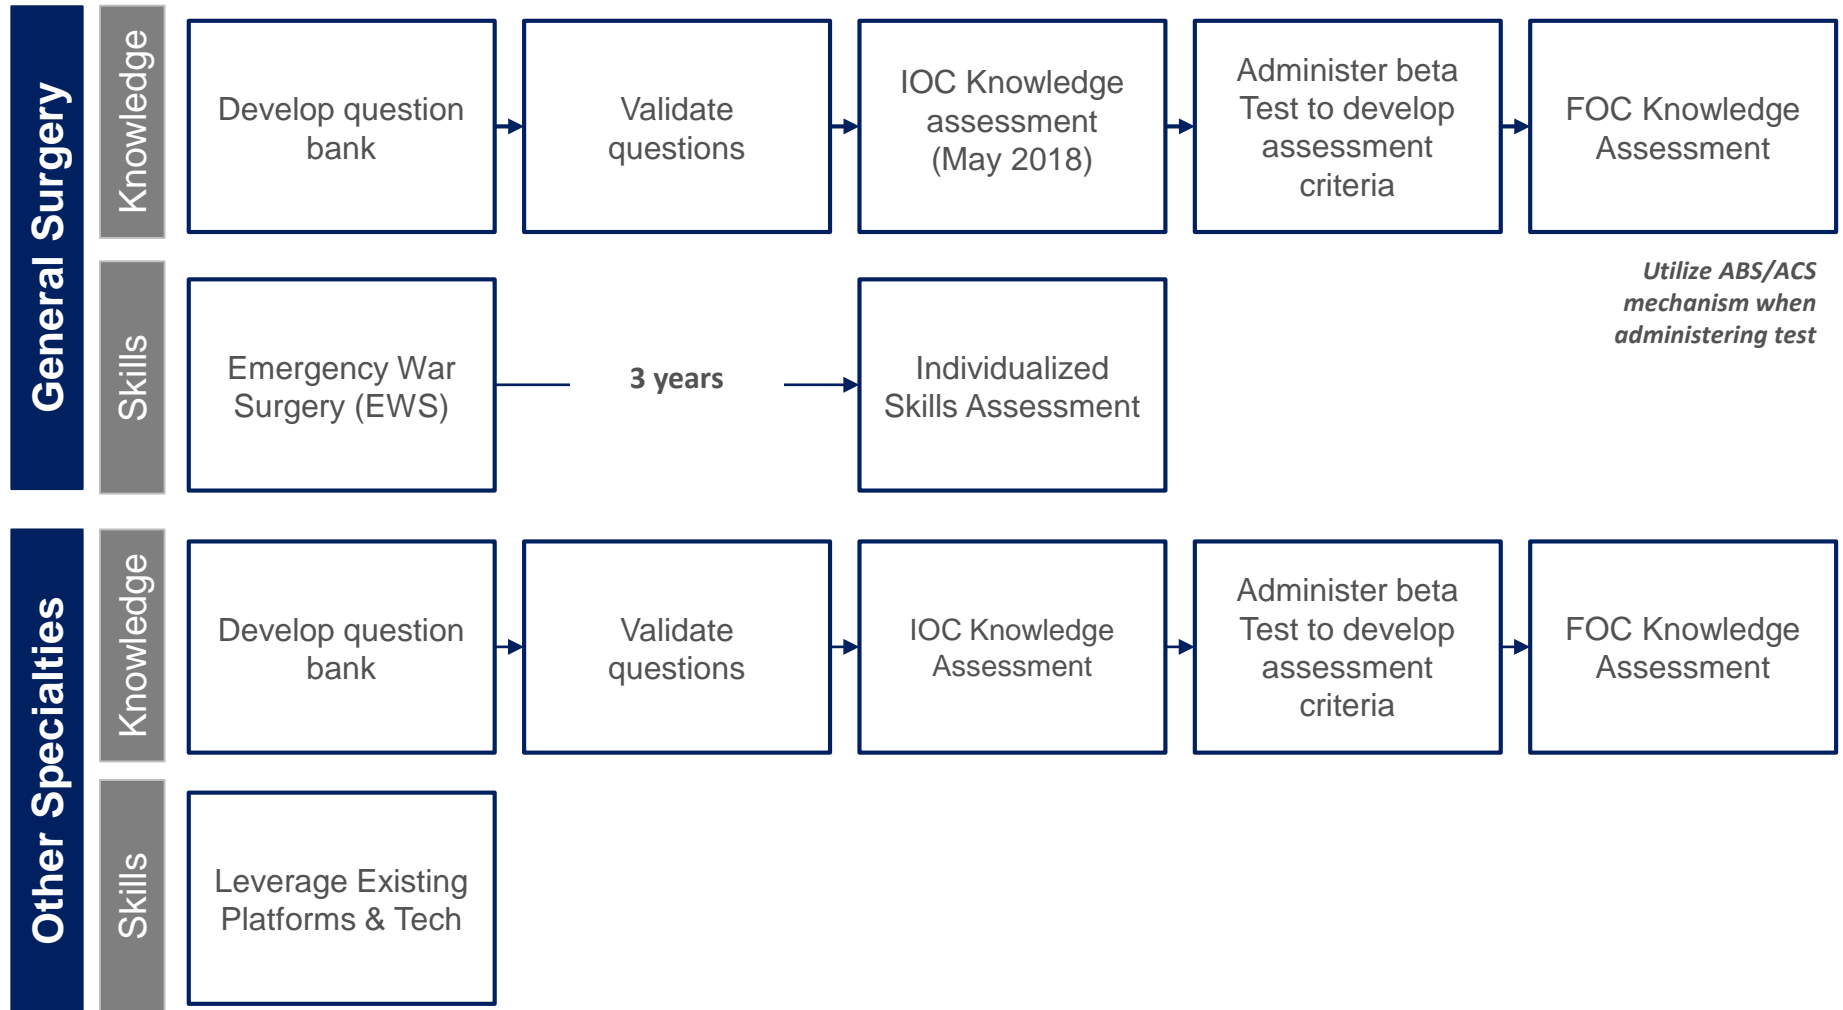 General Surgery
Knowledge
Develop question
bank
Validate
questions
IOC Knowledge
assessment
(May 2018)
Administer beta
Test to develop
assessment
criteria
FOC Knowledge
Assessment
Utilize ABS/ACS
mechanism when
administering test
Skills
Emergency War
Surgery (EWS)
3 years
Individualized
Skills Assessment
Other Specialties
Knowledge
Develop question
bank
Validate
questions
IOC Knowledge
Assessment
Administer beta
Test to develop
assessment
criteria
FOC Knowledge
Assessment
Skills
Leverage Existing
Platforms & Tech